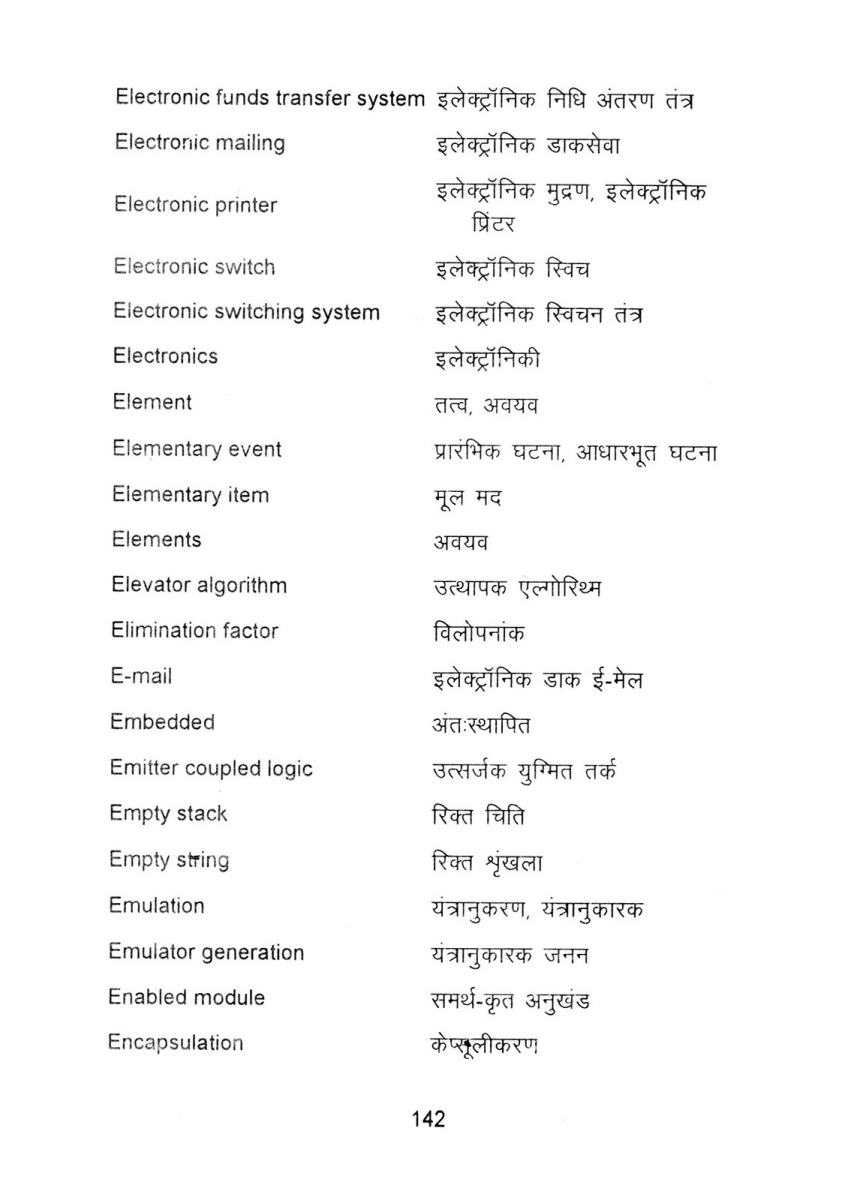 Electronic funds transfer system इलेक्ट्रॉनिक निधि अंतरण तंत्र
Electronic mailing इलेक्ट्रॉनिक डाकसेवा
Electronic printer इलेक्ट्रॉनिक मुद्रण, इलेक्ट्रॉनिक
प्रिंटर
Electronic switch इलेक्ट्रॉनिक स्विच
Electronic switching system इलेक्ट्रॉनिक स्विचन तंत्र
Electronics इलेक्ट्रॉनिकी
Element तत्व, अवयव
Elementary event प्रारंभिक घटना, आधारभूत घटना
Elementary item मूल मद
Elements अवयव
Elevator algorithm उत्थापक एल्गोरिथ्म
Elimination factor विलोपनांक
E-mail इलेक्ट्रॉनिक डाक ई-मेल
Embedded अंतःस्थापित
Emitter coupled logic उत्सर्जक युग्मित तर्क
Empty stack रिक्त चिति
Empty string रिक्त शृंखला
Emulation यंत्रानुकरण, यंत्रानुकारक
Emulator generation यंत्रानुकारक जनन
Enabled module समर्थ-कृत अनुखंड
Encapsulation केप्सूलीकरण
142